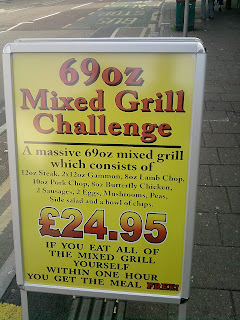 69oz
Mixed Grill
Challenge
A massive 69oz mixed grill
which consists of
12oz Steak, 2x12oz Gammon, 8oz Lamb Chop,
10oz Pork Chop, 8oz Butterfly Chicken,
2 Sausages, 2 Eggs, Mushrooms, Peas,
Side salad and a bowl of chips.
£24.95
IF YOU EAT ALL OF
THE MIXED GRILL
YOURSELF
WITHIN ONE HOUR
YOU GET THE MEAL FREE!